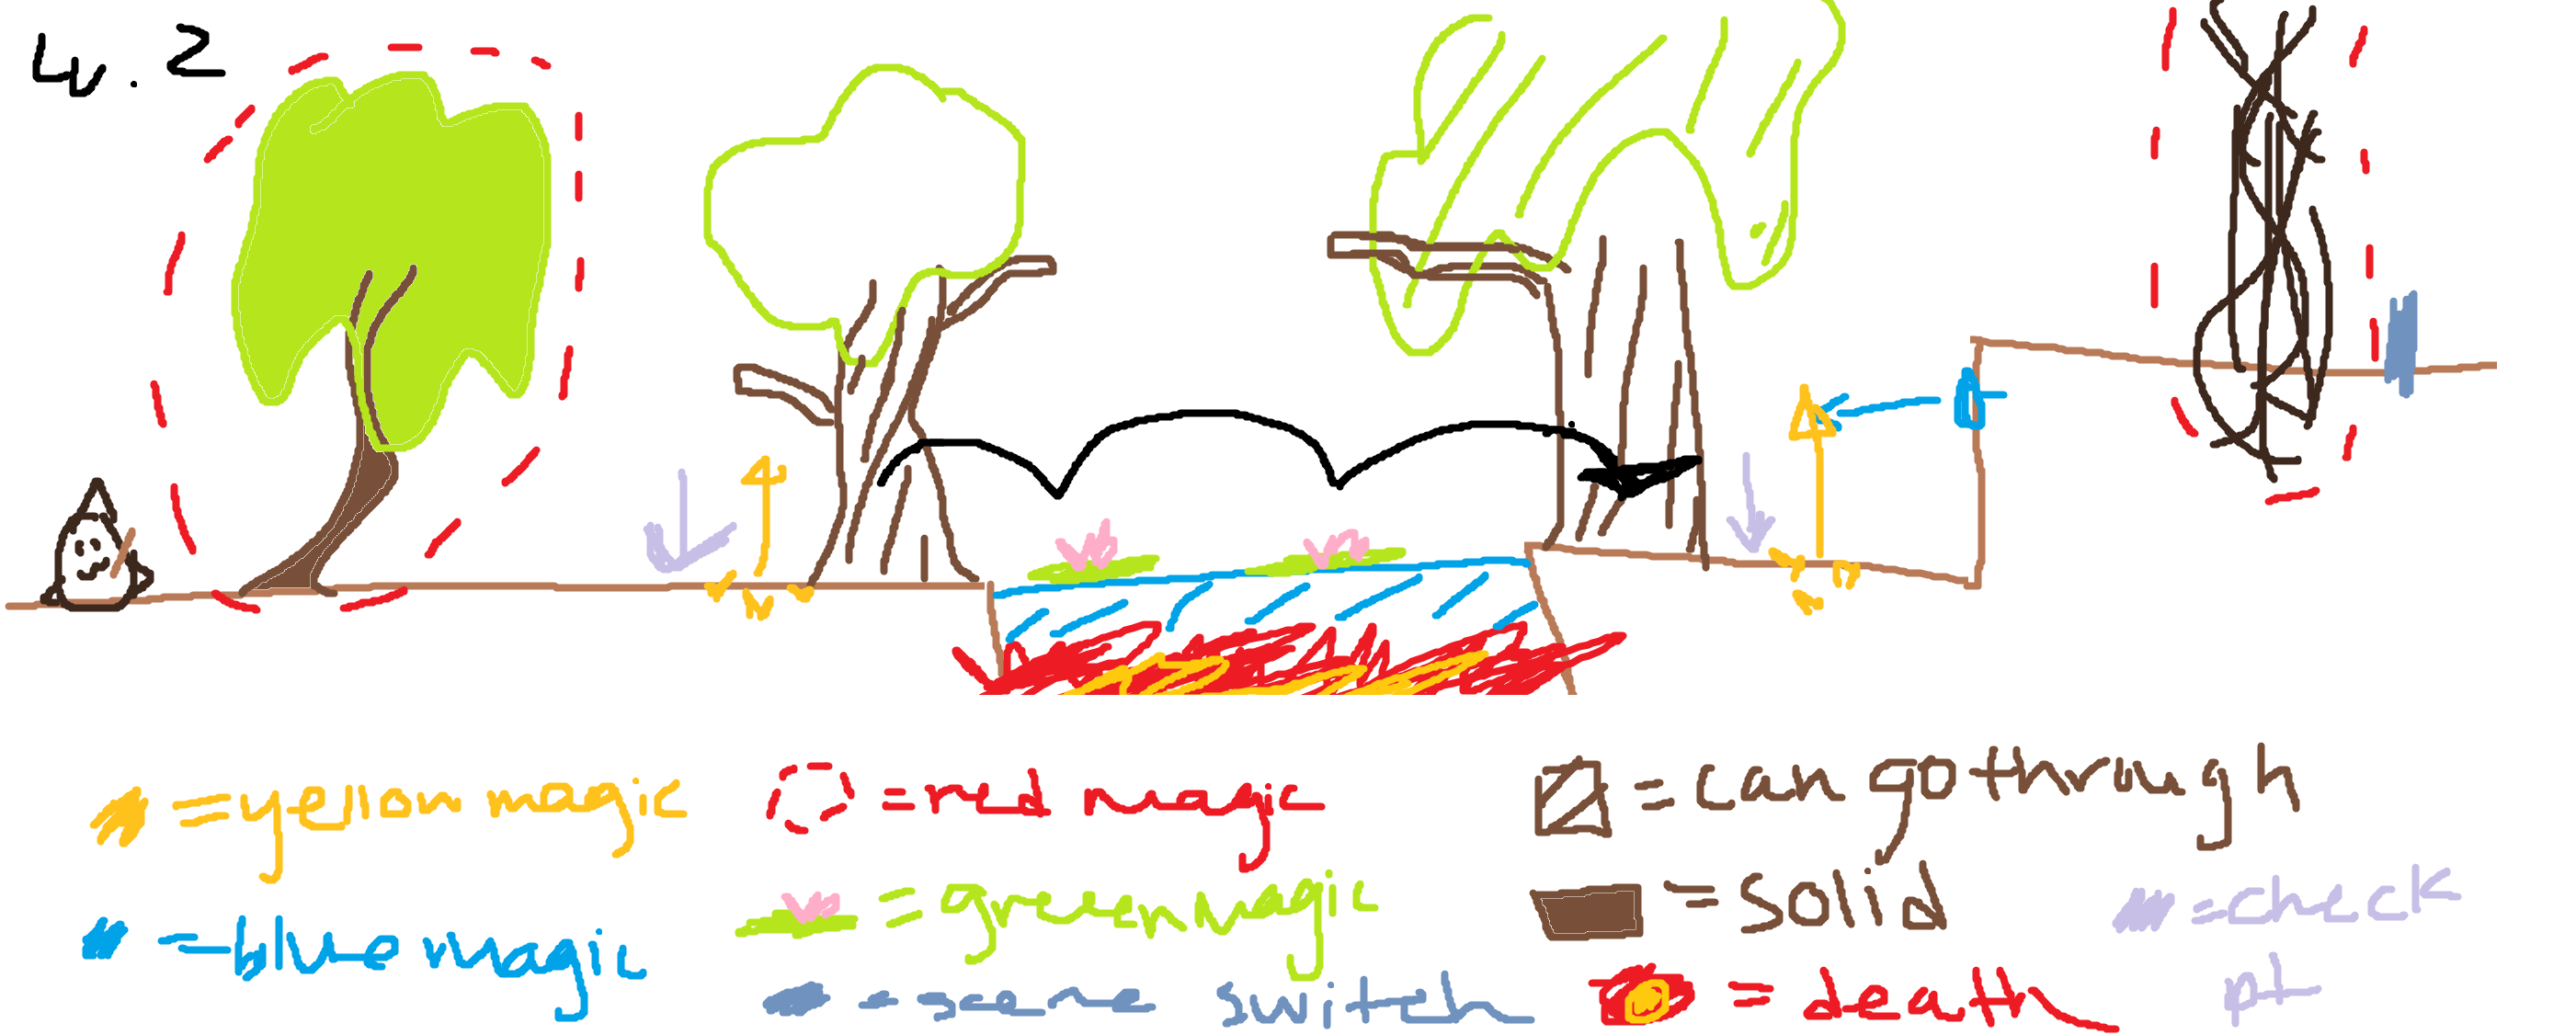 Lv. 2
= yellow magic
= red magic
= can go through
= blue magic
= green magic
= solid
= check pt
= scene switch
= death